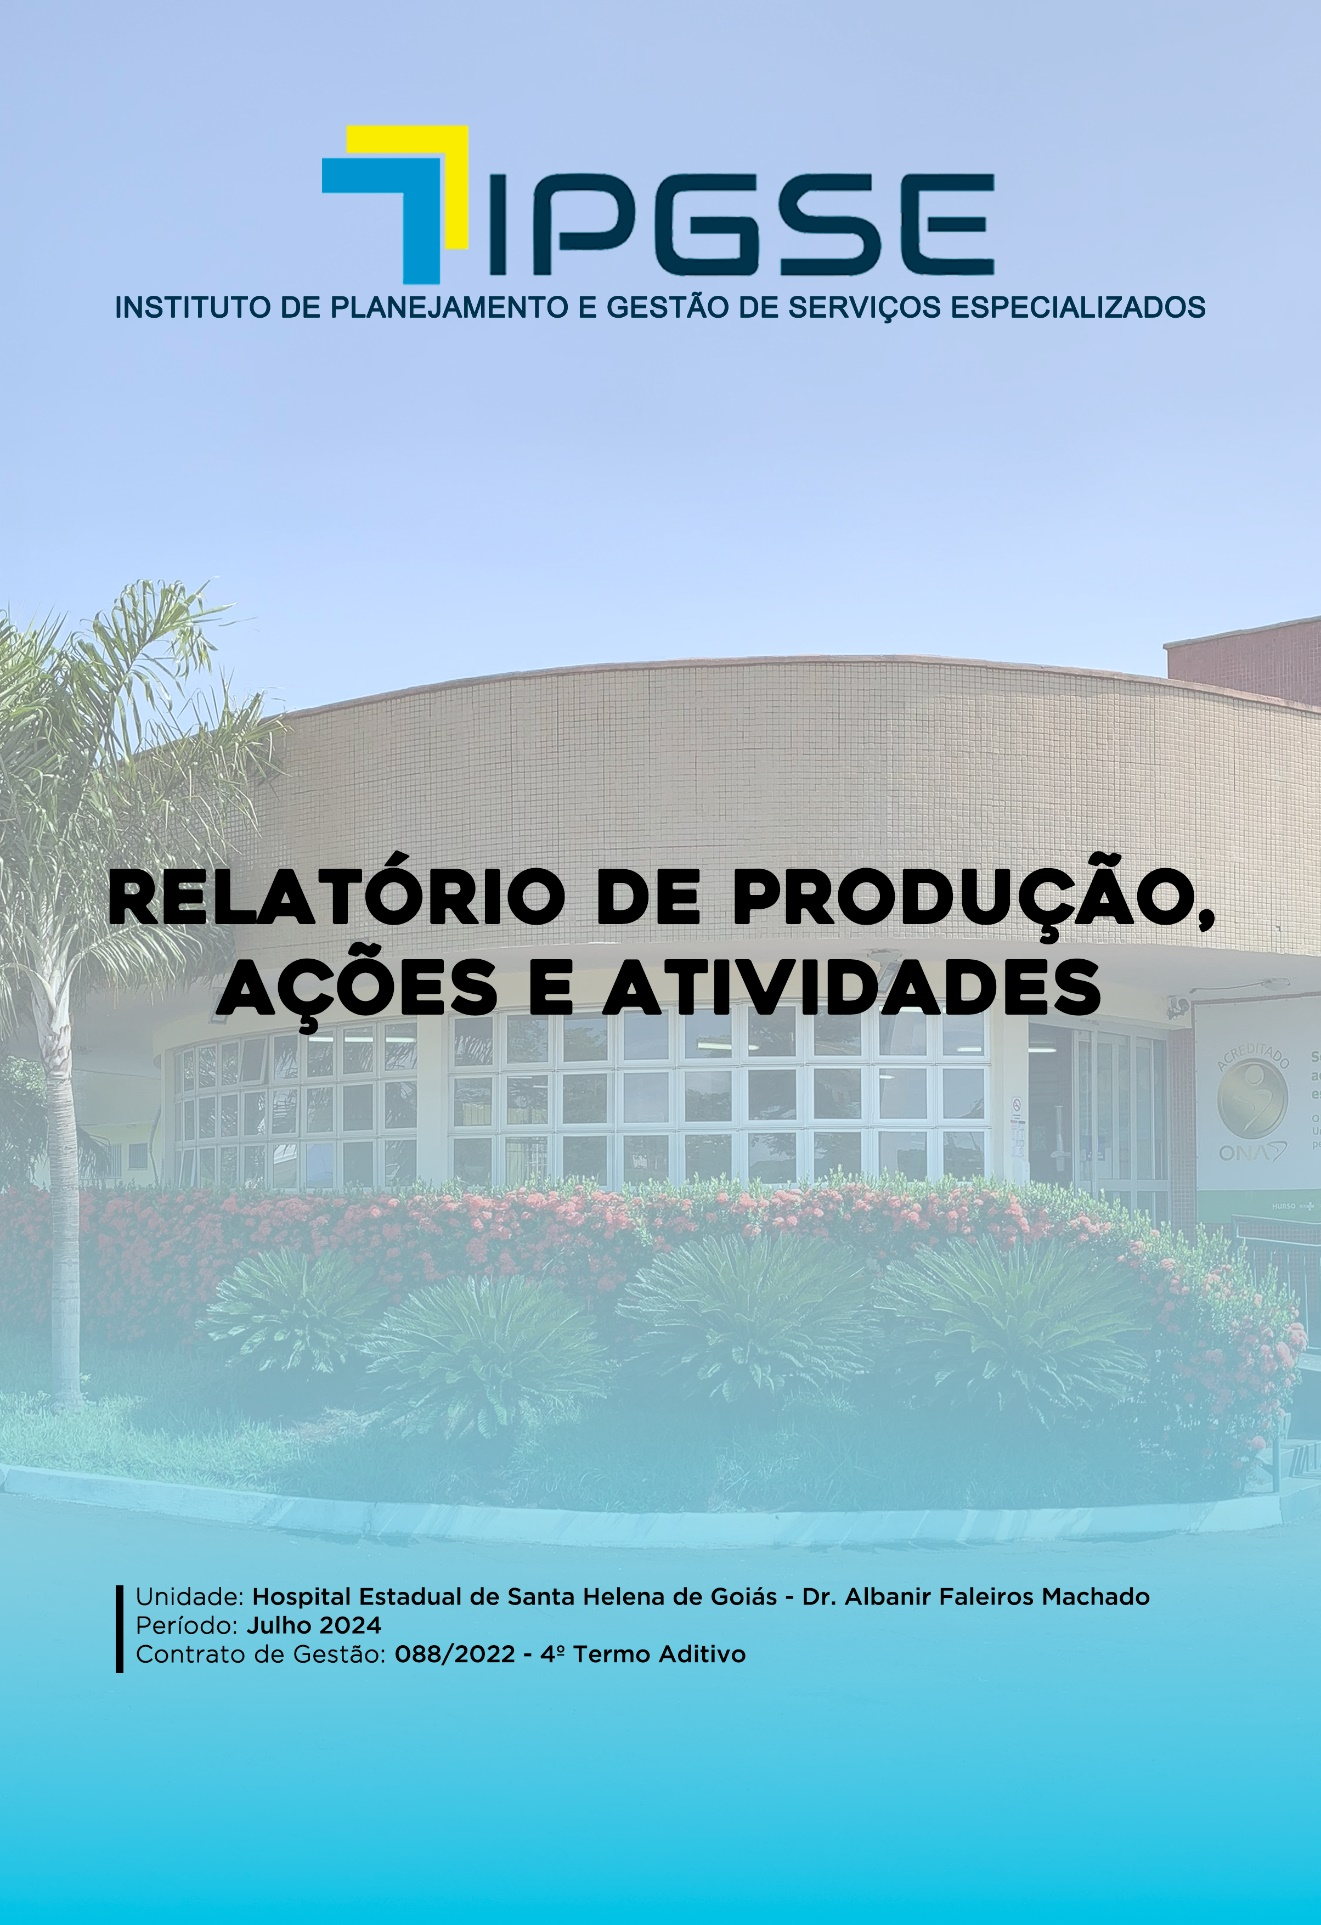 IPGSE
INSTITUTO DE PLANEJAMENTO E GESTÃO DE SERVIÇOS ESPECIALIZADOS
RELATÓRIO DE PRODUÇÃO,
AÇÕES E ATIVIDADES
ACREDITADO
ONA
Unidade: Hospital Estadual de Santa Helena de Goiás - Dr. Albanir Faleiros Machado
Período: Julho 2024
Contrato de Gestão: 088/2022 - 4º Termo Aditivo